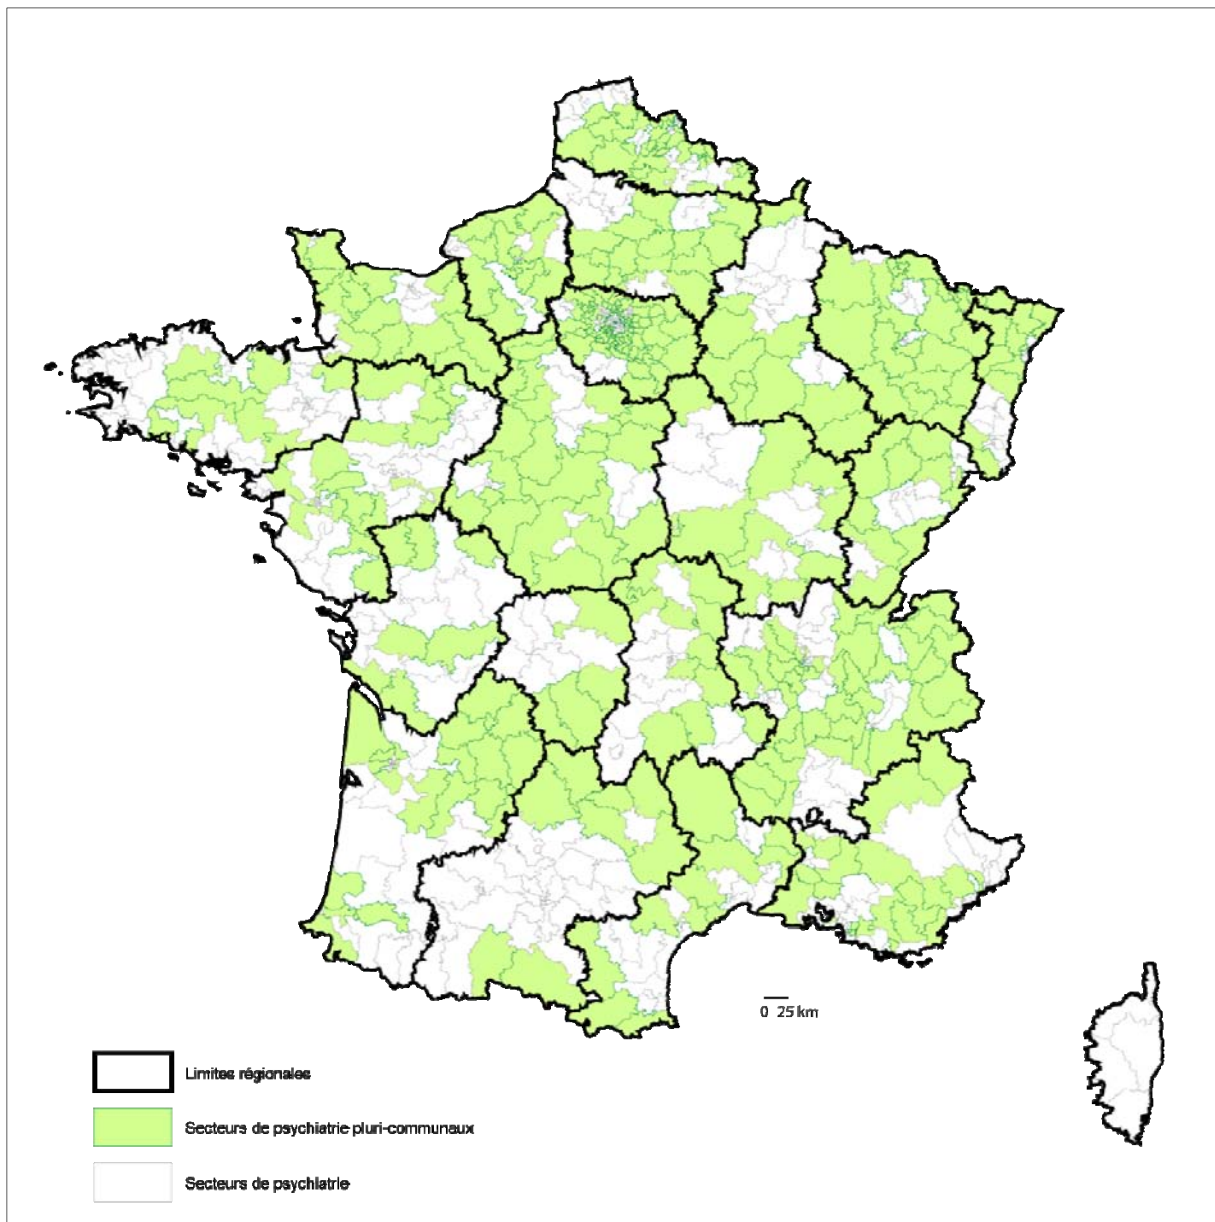 0 25 km
Limites régionales
Secteurs de psychiatrie pluri-communaux
Secteurs de psychiatrie